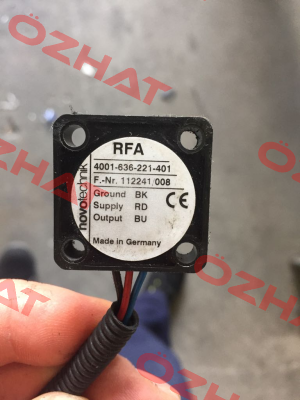 ÖZHAT
RFA
4001-636-221-401
F.-Nr. 112241/008
Ground BK
Supply RD
Output BU
CE
Made in Germany
novotechnik
ÖZHAT
ÖZHAT
ÖZHAT
ÖZHAT